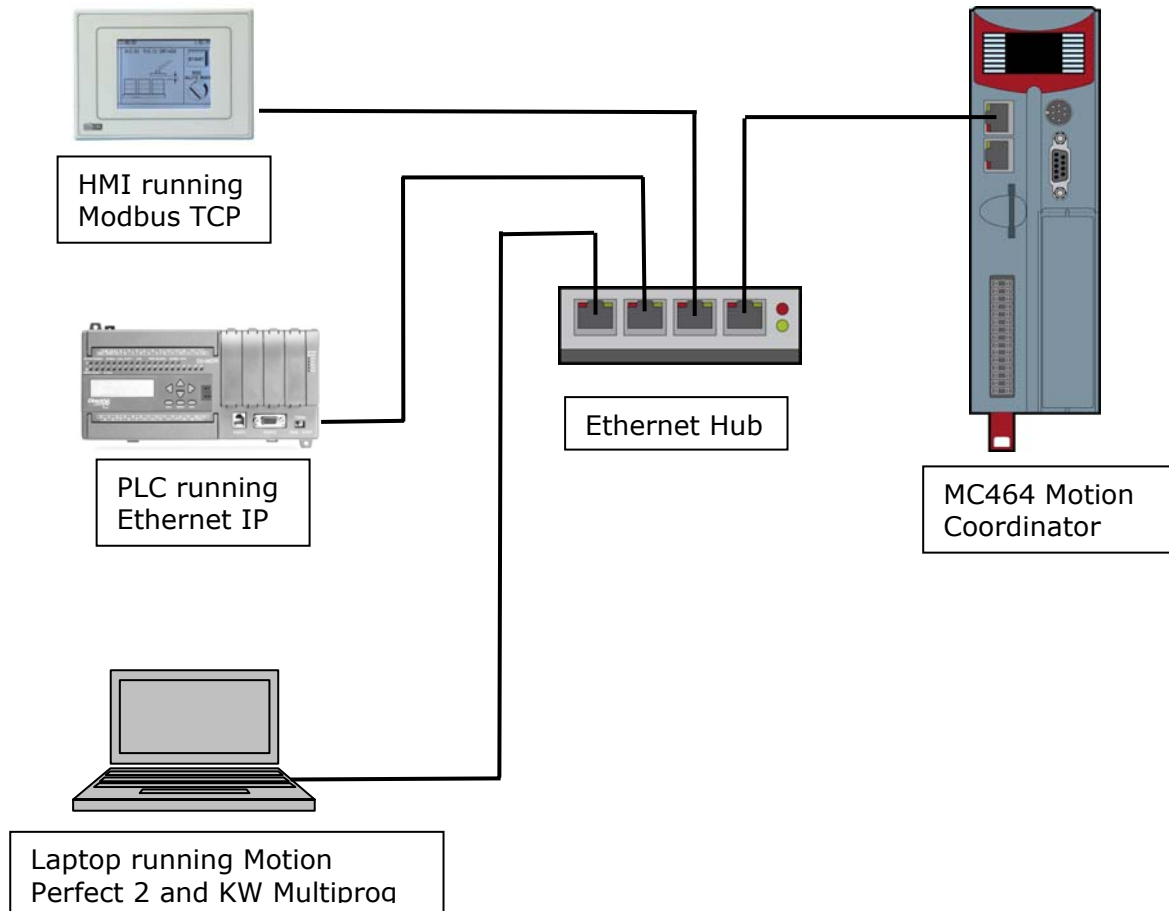 HMI running
Modbus TCP
PLC running
Ethernet IP
Ethernet Hub
MC464 Motion
Coordinator
Laptop running Motion
Perfect 2 and KW Multiprog